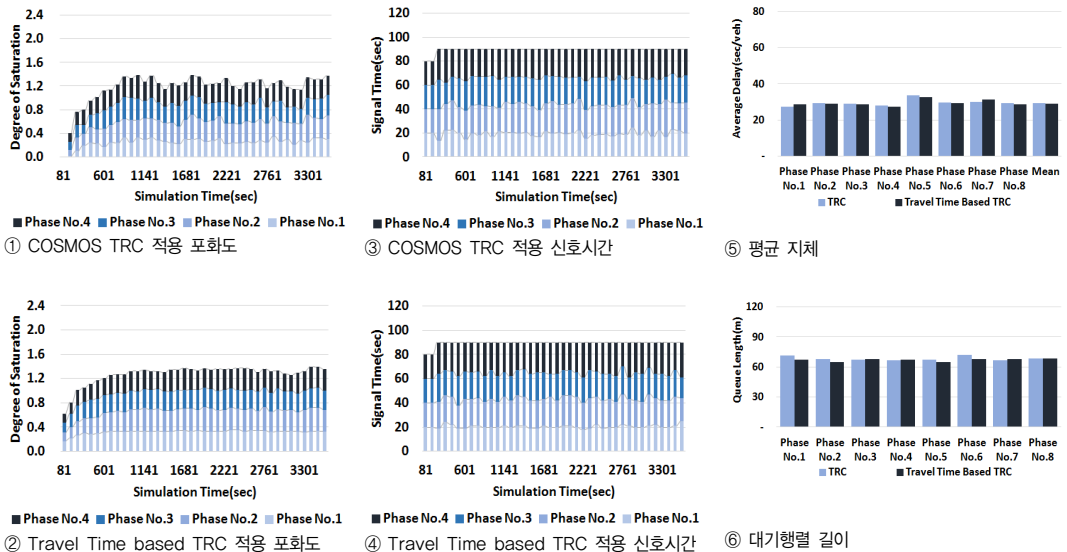 Degree of Saturation
2.4
2.0
1.6
1.2
0.8
0.4
0.0
81 601 1141 1681 2221 2761 3301
Simulation Time(sec)
Phase No.4 Phase No.3 Phase No.2 Phase No.1
① COSMOS TRC 적용 포화도
Signal Time(sec)
120
100
80
60
40
20
0
81 601 1141 1681 2221 2761 3301
Simulation Time(sec)
Phase No.4 Phase No.3 Phase No.2 Phase No.1
③ COSMOS TRC 적용 신호시간
Average Delay(sec/veh)
80
60
40
20
-
Phase Phase Phase Phase Phase Phase Phase Phase Mean
No.1 No.2 No.3 No.4 No.5 No.6 No.7 No.8
TRC Travel Time Based TRC
⑤ 평균 지체
Degree of Saturation
2.4
2.0
1.6
1.2
0.8
0.4
0.0
81 601 1141 1681 2221 2761 3301
Simulation Time(sec)
Phase No.4 Phase No.3 Phase No.2 Phase No.1
② Travel Time based TRC 적용 포화도
Signal Time(sec)
120
100
80
60
40
20
0
81 601 1141 1681 2221 2761 3301
Simulation Time(sec)
Phase No.4 Phase No.3 Phase No.2 Phase No.1
④ Travel Time based TRC 적용 신호시간
Queue Length(m)
120
90
60
30
-
Phase Phase Phase Phase Phase Phase Phase Phase
No.1 No.2 No.3 No.4 No.5 No.6 No.7 No.8
TRC Travel Time Based TRC
⑥ 대기행렬 길이